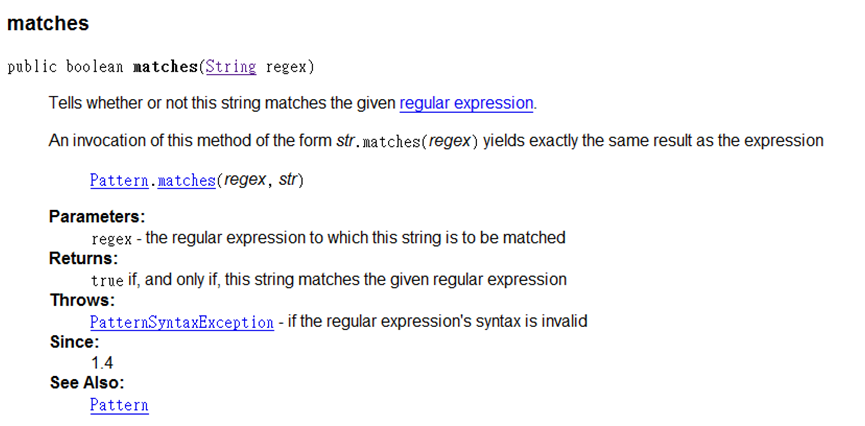 matches
public boolean matches(String regex)
Tells whether or not this string matches the given regular expression.
An invocation of this method of the form str.matches(regex) yields exactly the same result as the expression
Pattern.matches(regex, str)
Parameters:
regex - the regular expression to which this string is to be matched
Returns:
true if, and only if, this string matches the given regular expression
Throws:
PatternSyntaxException - if the regular expression's syntax is invalid
Since:
1.4
See Also:
Pattern